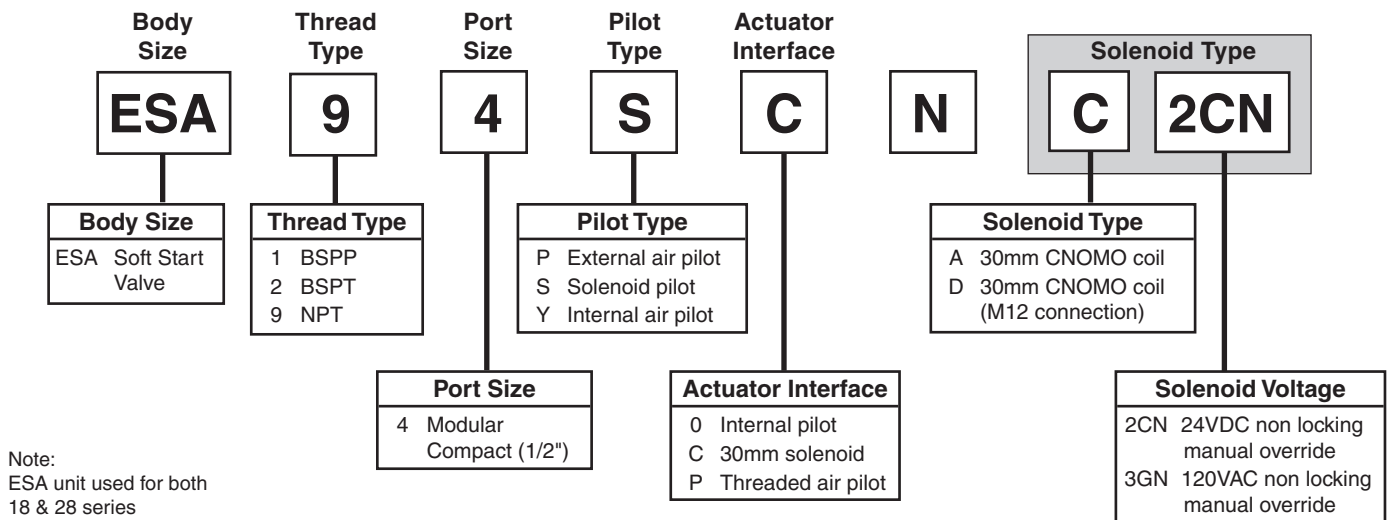 Body Size
Thread Type
Port Size
Pilot Type
Actuator Interface
Solenoid Type
ESA
9
4
S
C
N
C
2CN
Body Size
ESA Soft Start
Valve
Thread Type
1 BSPP
2 BSPT
9 NPT
Pilot Type
P External air pilot
S Solenoid pilot
Y Internal air pilot
Solenoid Type
A 30mm CNOMO coil
D 30mm CNOMO coil
(M12 connection)
Port Size
4 Modular
Compact (1/2")
Actuator Interface
0 Internal pilot
C 30mm solenoid
P Threaded air pilot
Solenoid Voltage
2CN 24VDC non locking
manual override
3GN 120VAC non locking
manual override
Note:
ESA unit used for both
18 & 28 series